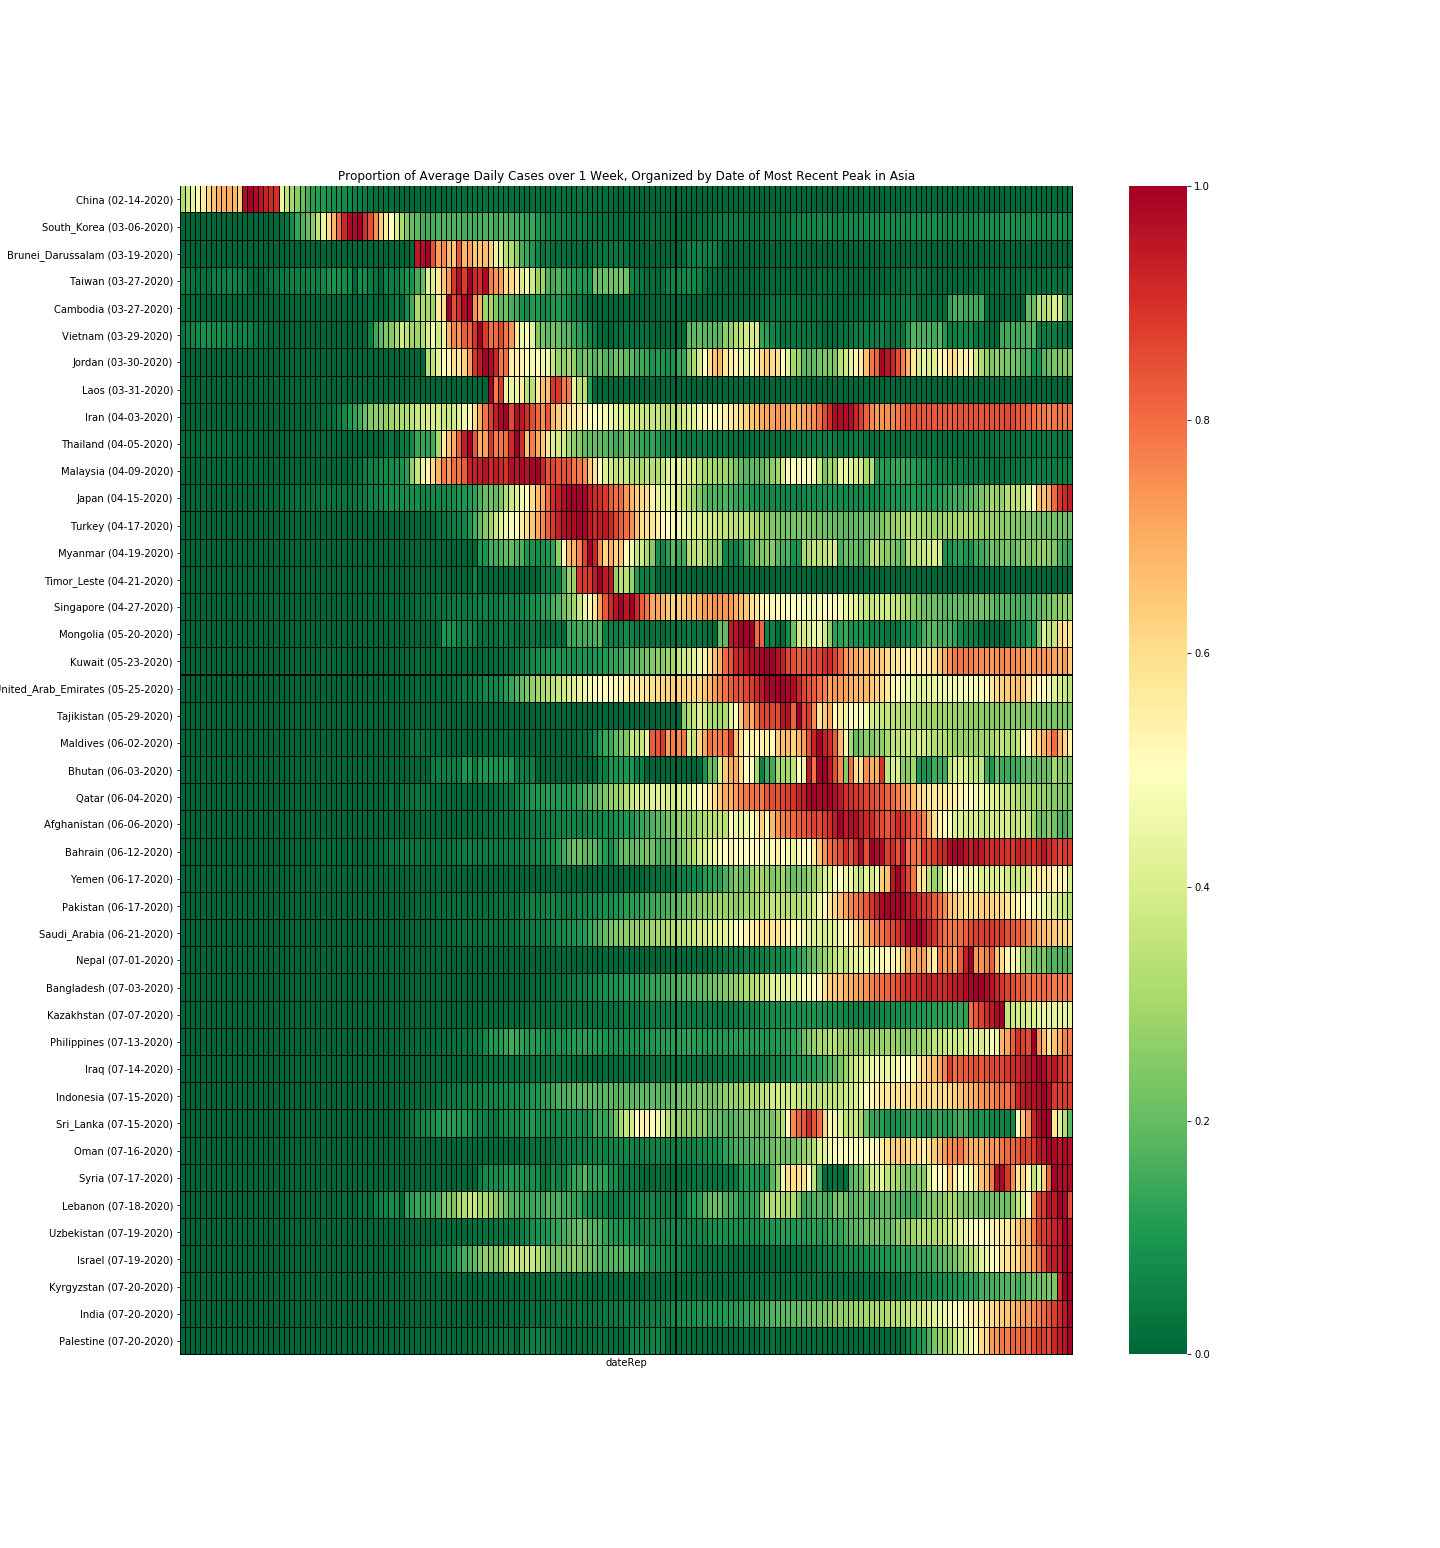 Proportion of Average Daily Cases over 1 Week, Organized by Date of Most Recent Peak in Asia
China (02-14-2020)
South_Korea (03-06-2020)
Brunei_Darussalam (03-19-2020)
Taiwan (03-27-2020)
Cambodia (03-27-2020)
Vietnam (03-29-2020)
Jordan (03-30-2020)
Laos (03-31-2020)
Iran (04-03-2020)
Thailand (04-05-2020)
Malaysia (04-09-2020)
Japan (04-15-2020)
Turkey (04-17-2020)
Myanmar (04-19-2020)
Timor_Leste (04-21-2020)
Singapore (04-27-2020)
Mongolia (05-20-2020)
Kuwait (05-23-2020)
nited_Arab_Emirates (05-25-2020)
Tajikistan (05-29-2020)
Maldives (06-02-2020)
Bhutan (06-03-2020)
Qatar (06-04-2020)
Afghanistan (06-06-2020)
Bahrain (06-12-2020)
Yemen (06-17-2020)
Pakistan (06-17-2020)
Saudi_Arabia (06-21-2020)
Nepal (07-01-2020)
Bangladesh (07-03-2020)
Kazakhstan (07-07-2020)
Philippines (07-13-2020)
Iraq (07-14-2020)
Indonesia (07-15-2020)
Sri_Lanka (07-15-2020)
Oman (07-16-2020)
Syria (07-17-2020)
Lebanon (07-18-2020)
Uzbekistan (07-19-2020)
Israel (07-19-2020)
Kyrgyzstan (07-20-2020)
India (07-20-2020)
Palestine (07-20-2020)
dateRep
1.0
0.8
0.6
0.4
0.2
0.0